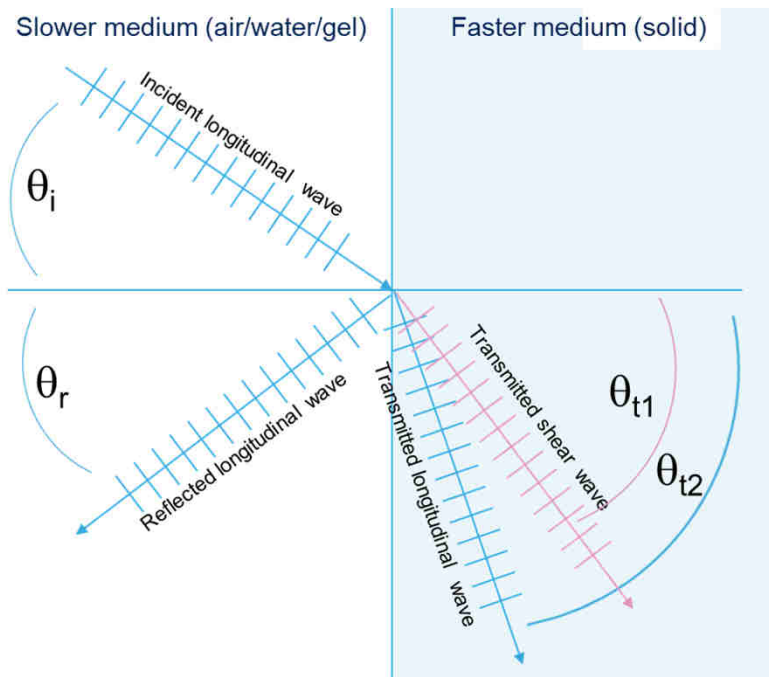 Slower medium (air/water/gel)
Faster medium (solid)
Incident longitudinal wave
θi
θr
Reflected longitudinal wave
Transmitted longitudinal wave
Transmitted shear wave
θt1
θt2